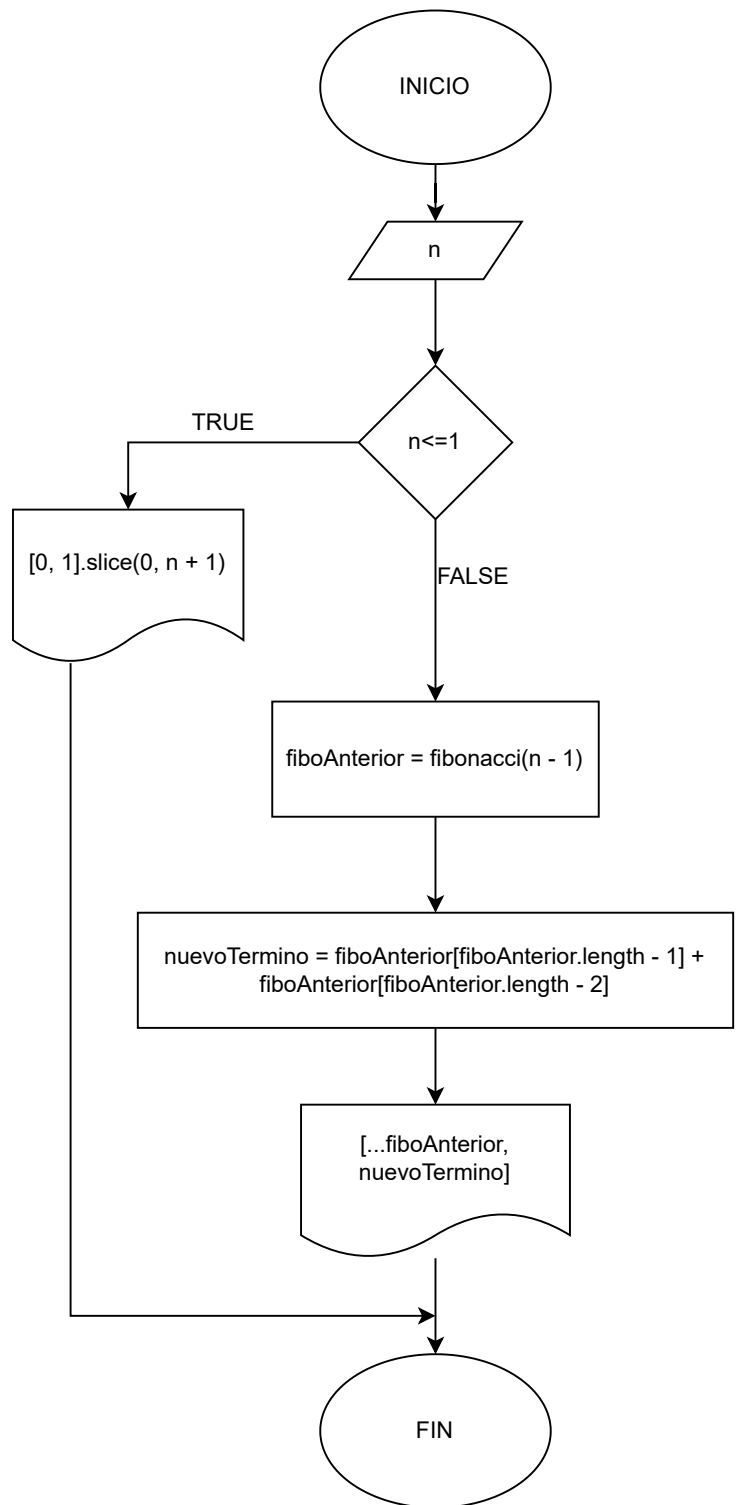 INICIO
n
n<=1
TRUE
[0, 1].slice(0, n + 1)
FALSE
fiboAnterior = fibonacci(n - 1)
nuevoTermino = fiboAnterior[fiboAnterior.length - 1] +
fiboAnterior[fiboAnterior.length - 2]
[...fiboAnterior,
nuevoTermino]
FIN